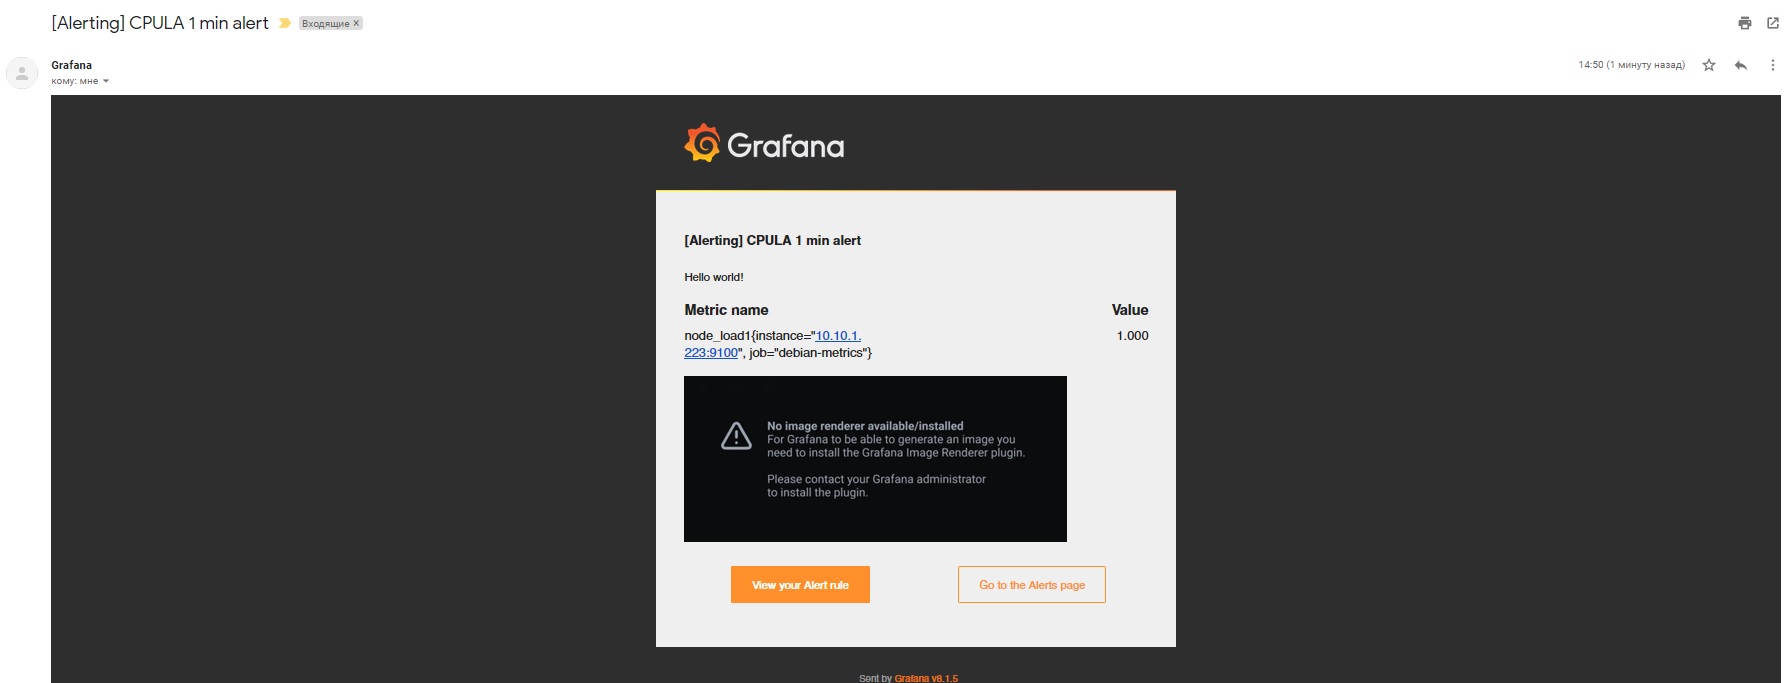 [Alerting] CPULA 1 min alert Входящие ×
Grafana 14:50 (1 минуту назад)
кому: мне
Grafana
[Alerting] CPULA 1 min alert
Hello world!
Metric name Value
node_load1{instance="10.10.1. 1.000
223:9100", job="debian-metrics"}
No image renderer available/installed
For Grafana to be able to generate an image you
need to install the Grafana Image Renderer plugin.
Please contact your Grafana administrator
to install the plugin.
View your Alert rule Go to the Alerts page
Sent by Grafana v8.1.5